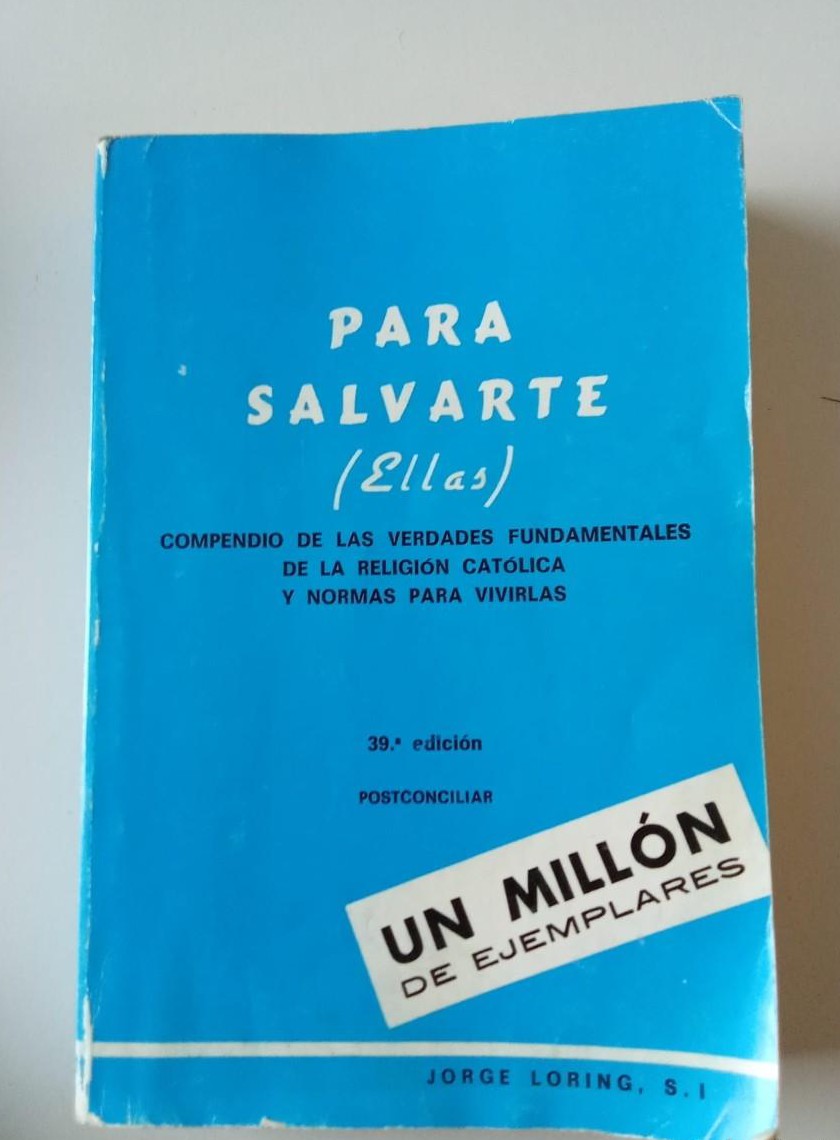 PARA
SALVARTE
(Ellas)
COMPENDIO DE LAS VERDADES FUNDAMENTALES
DE LA RELIGIÓN CATÓLICA
Y NORMAS PARA VIVIRLAS
39.ª edición
POSTCONCILIAR
UN MILLÓN
DE EJEMPLARES
JORGE LORING, S. I